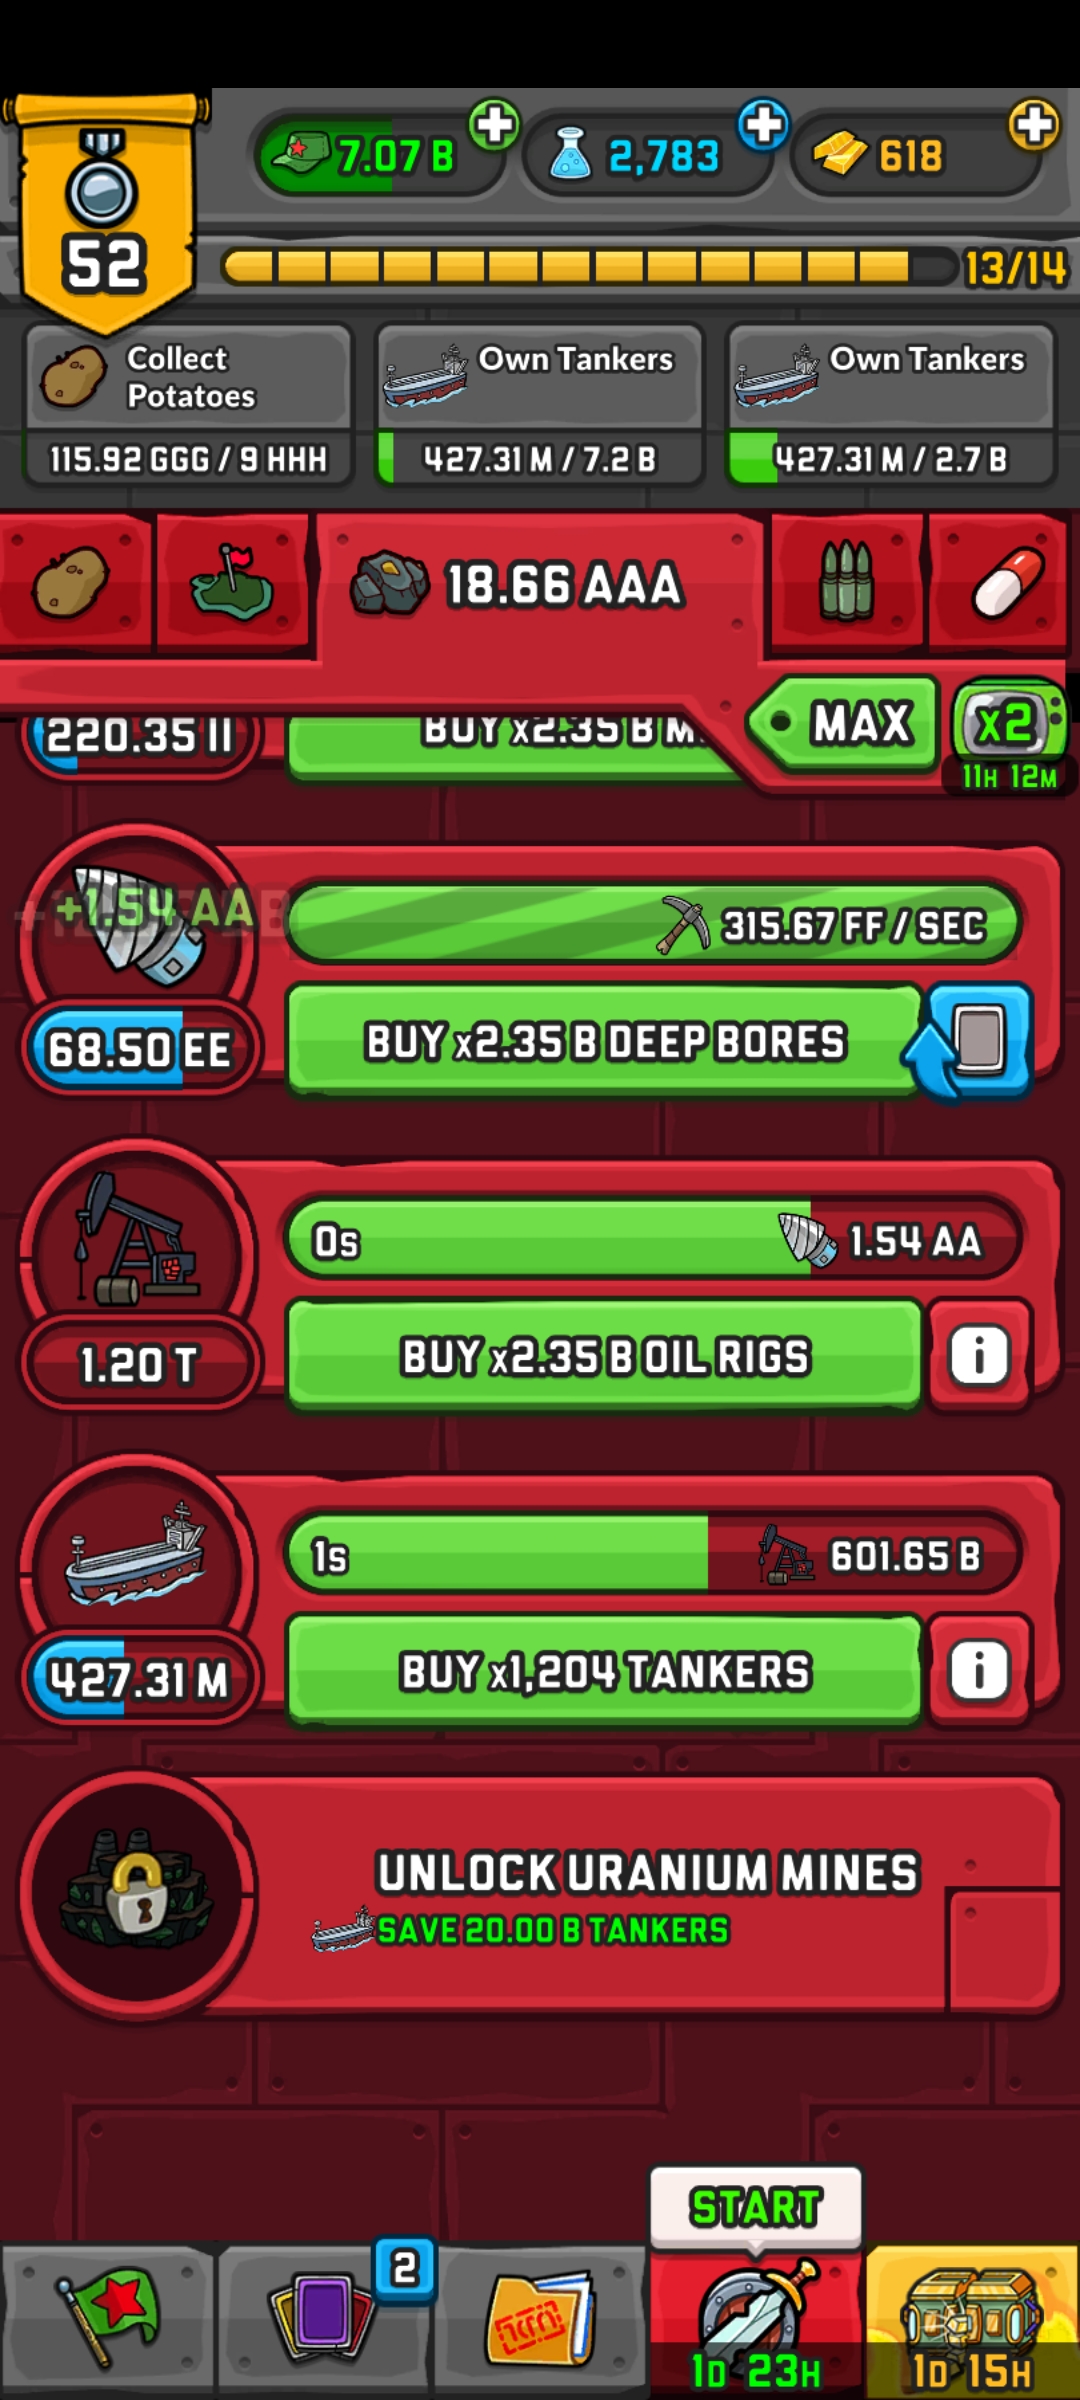 7.07 B
2,783
618
52
13/14
Collect
Potatoes
115.92 GGG / 9 HHH
Own Tankers
427.31 M / 7.2 B
Own Tankers
427.31 M / 2.7 B
18.66 AAA
MAX
x2
11H 12M
220.35 II
BUY x2.35 B M
+1.54 AA
315.67 FF / SEC
68.50 EE
BUY x2.35 B DEEP BORES
0s
1.54 AA
1.20 T
BUY x2.35 B OIL RIGS
i
1s
601.65 B
427.31 M
BUY x1,204 TANKERS
i
UNLOCK URANIUM MINES
SAVE 20.00 B TANKERS
START
2
1D 23H
1D 15H